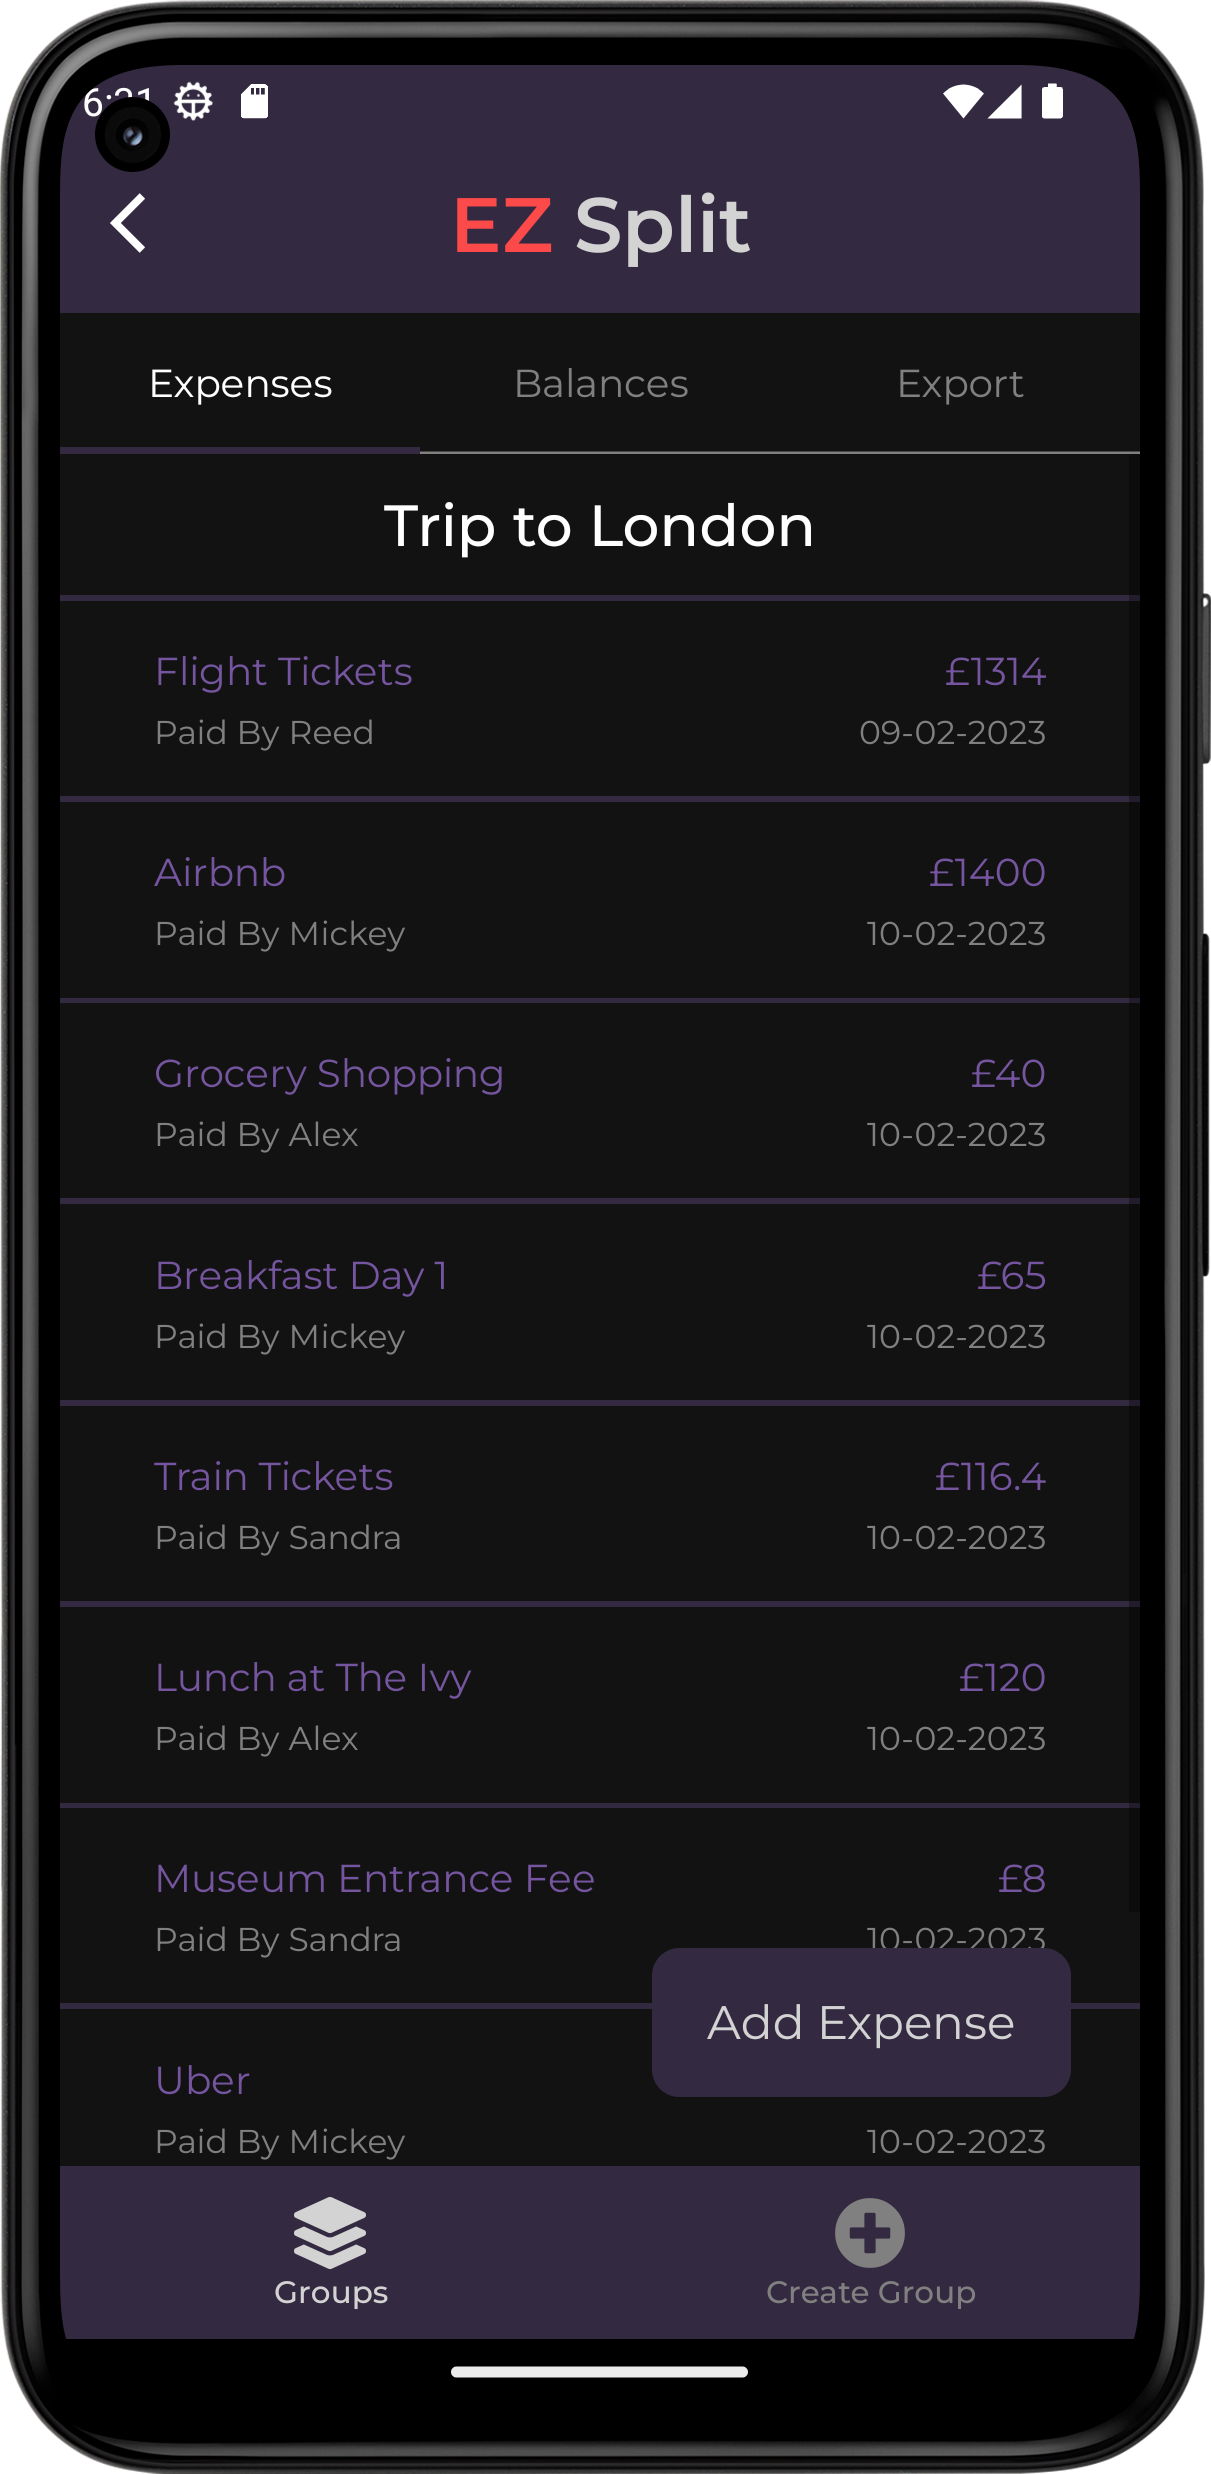 EZ Split
Expenses Balances Export
Trip to London
Flight Tickets £1314
Paid By Reed 09-02-2023
Airbnb £1400
Paid By Mickey 10-02-2023
Grocery Shopping £40
Paid By Alex 10-02-2023
Breakfast Day 1 £65
Paid By Mickey 10-02-2023
Train Tickets £116.4
Paid By Sandra 10-02-2023
Lunch at The Ivy £120
Paid By Alex 10-02-2023
Museum Entrance Fee £8
Paid By Sandra 10-02-2023
Add Expense
Uber
Paid By Mickey 10-02-2023
Groups Create Group